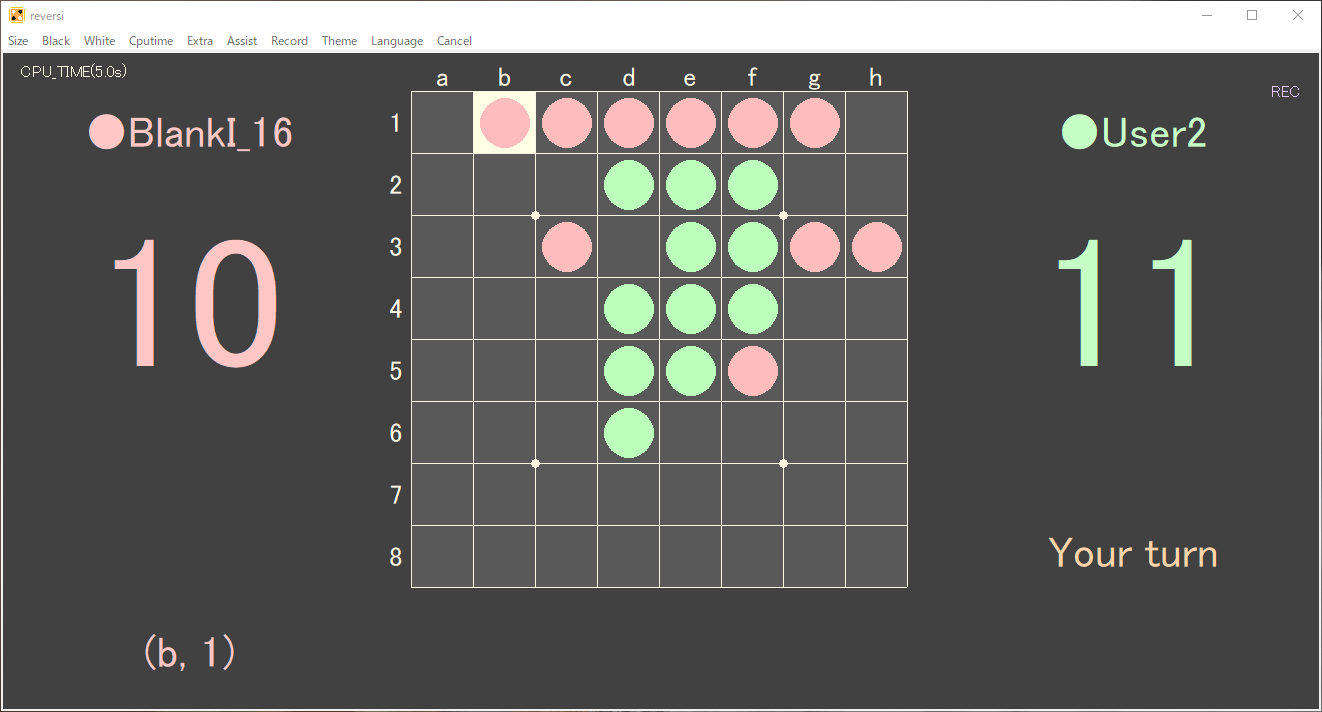 reversi
Size Black White Cputime Extra Assist Record Theme Language Cancel
CPU_TIME(5.0s)
REC
a b c d e f g h
BlankI_16
User2
10
11
1
2
3
4
5
6
7
8
Your turn
(b, 1)